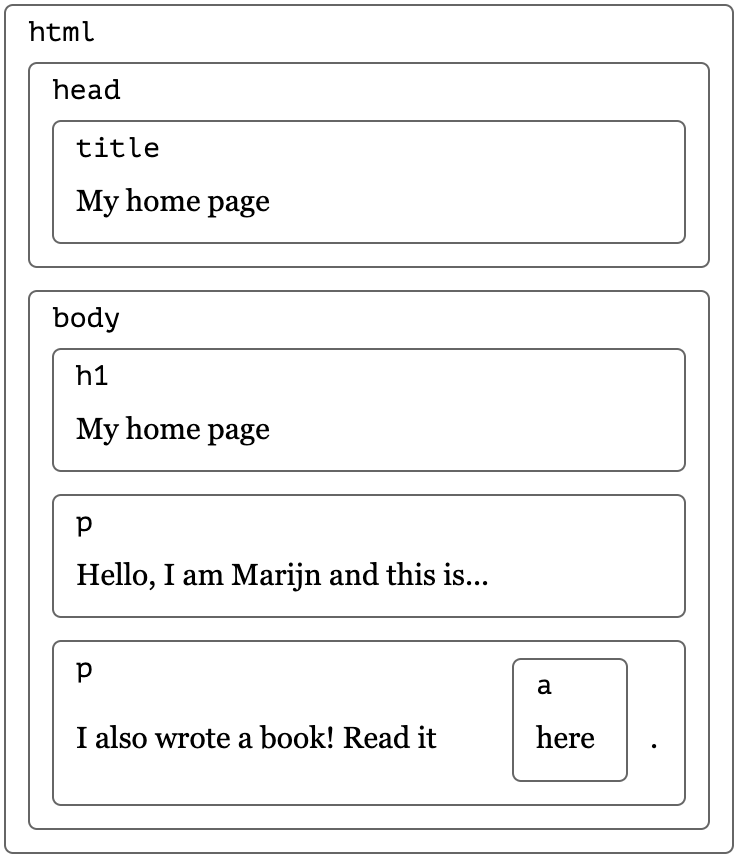 html
head
title
My home page
body
h1
My home page
p
Hello, I am Marijn and this is...
p
a
I also wrote a book! Read it here .